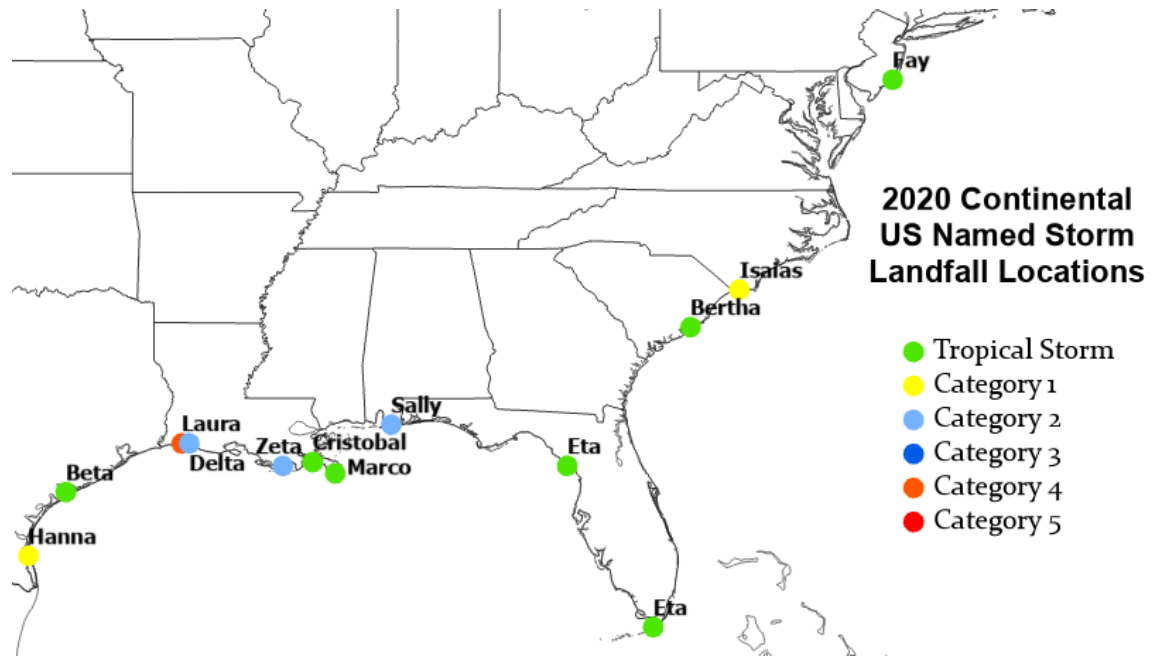 Fay
2020 Continental
US Named Storm
Landfall Locations
Isaias
Bertha
Tropical Storm
Category 1
Category 2
Category 3
Category 4
Category 5
Sally
Laura
Delta
Zeta
Cristobal
Marco
Eta
Beta
Hanna
Eta